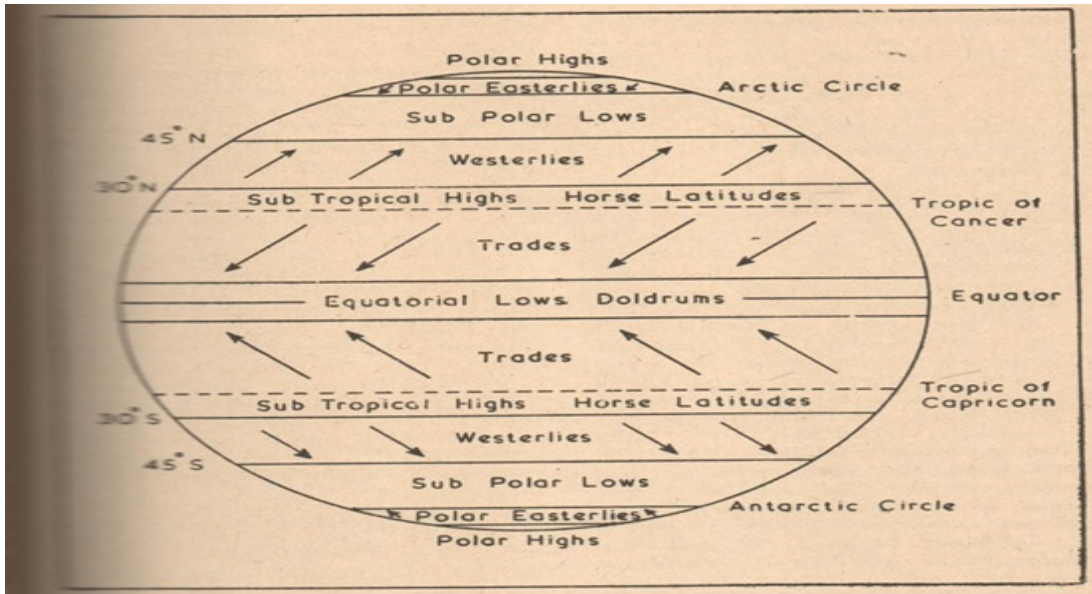 Polar Highs
Polar Easterlies
Arctic Circle
Sub Polar Lows
45°N
Westerlies
30°N
Sub Tropical Highs Horse Latitudes
Tropic of
Cancer
Trades
Equatorial Lows Doldrums
Equator
Trades
Tropic of
Capricorn
Sub Tropical Highs Horse Latitudes
30°S
Westerlies
45°S
Sub Polar Lows
Antarctic Circle
Polar Easterlies
Polar Highs